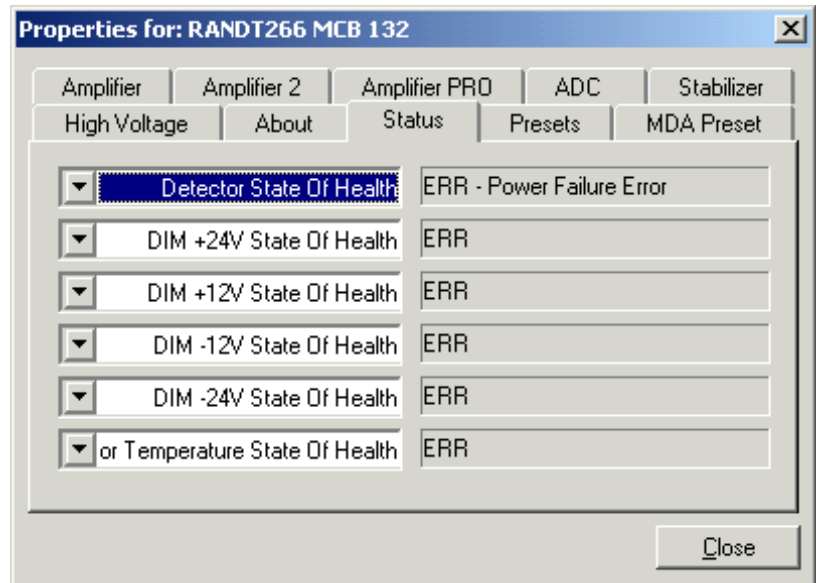 Properties for: RANDT266 MCB 132
Amplifier Amplifier 2 Amplifier PRO ADC Stabilizer
High Voltage About Status Presets MDA Preset
Detector State Of Health ERR - Power Failure Error
DIM +24V State Of Health ERR
DIM +12V State Of Health ERR
DIM -12V State Of Health ERR
DIM -24V State Of Health ERR
or Temperature State Of Health ERR
Close